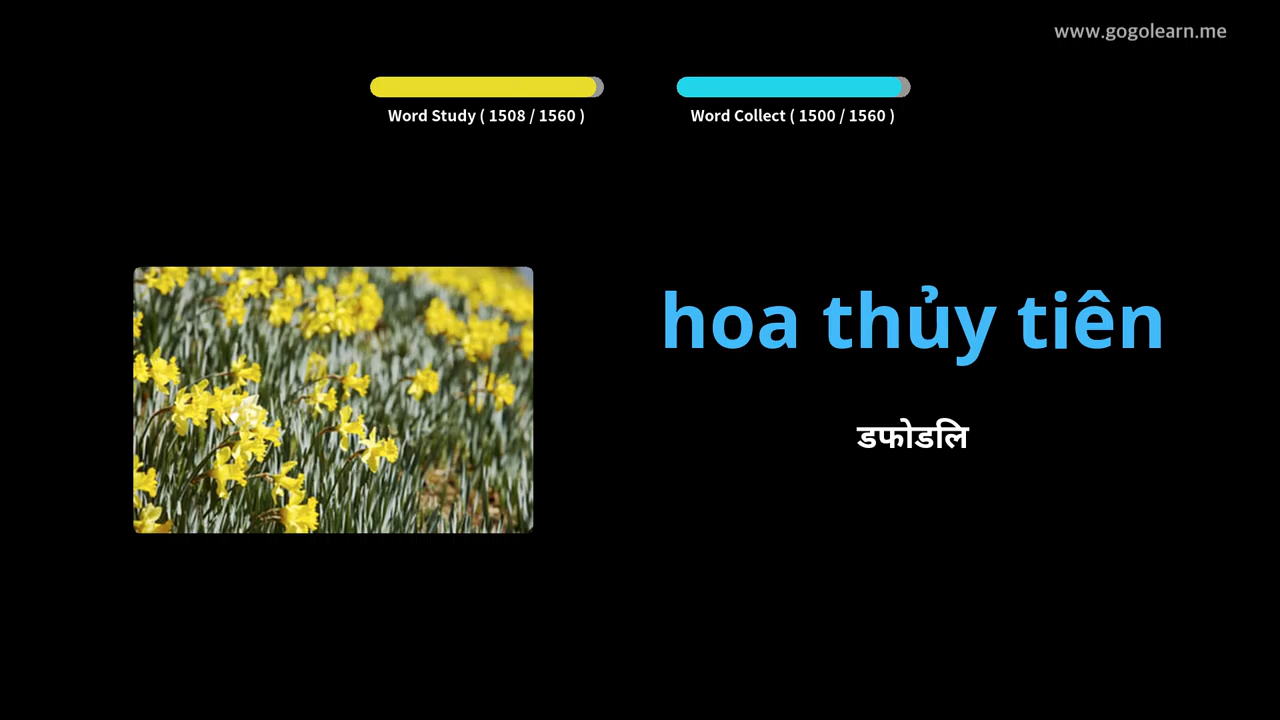 www.gogolearn.me
Word Study ( 1508 / 1560 )
Word Collect ( 1500 / 1560 )
hoa thủy tiên
डफोडलि